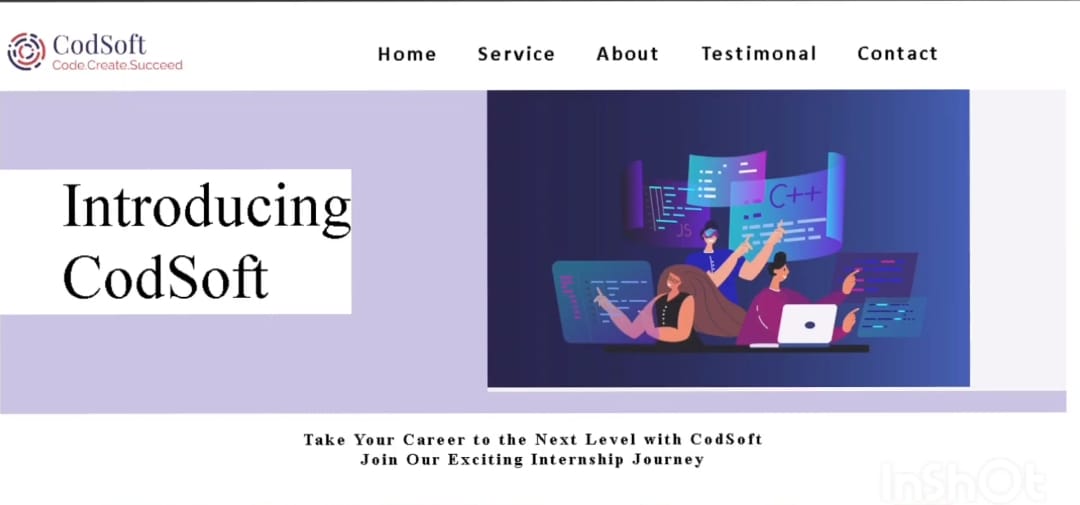 CodSoft
Code.Create.Succeed
Home Service About Testimonal Contact
Introducing
CodSoft
C++
JS
Take Your Career to the Next Level with CodSoft
Join Our Exciting Internship Journey
InShOt